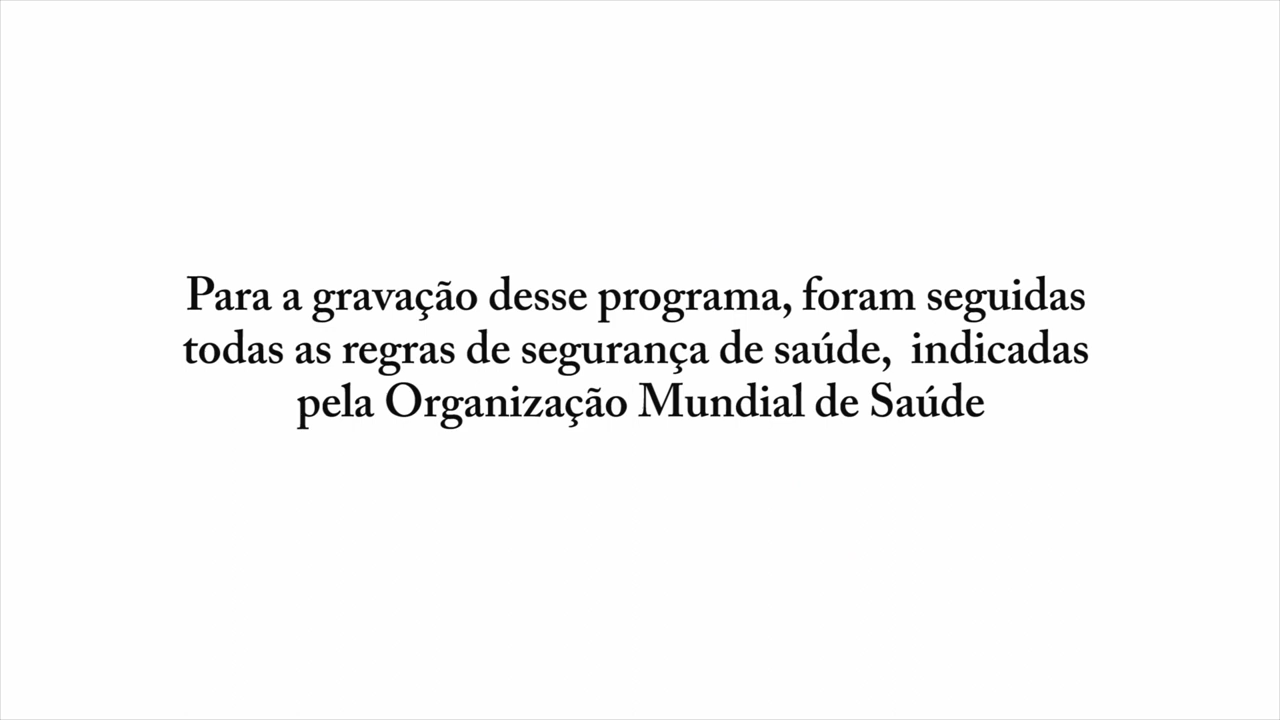 Para a gravação desse programa, foram seguidas
todas as regras de segurança de saúde,  indicadas
pela Organização Mundial de Saúde